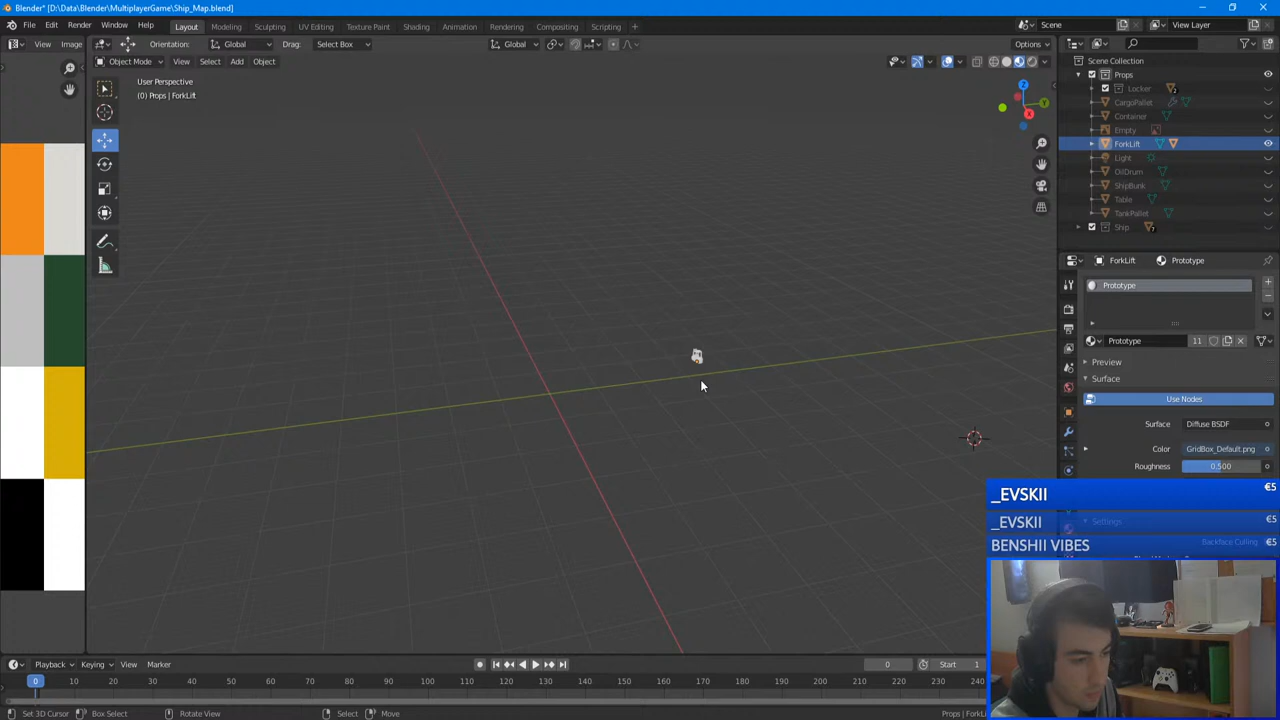 Blender* [D:\Data\Blender\MultiplayerGame\Ship_Map.blend]
File Edit Render Window Help Layout Modeling Sculpting UV Editing Texture Paint Shading Animation Rendering Compositing Scripting + Scene View Layer
View Image Orientation: Global Drag: Select Box Global Options
Object Mode View Select Add Object
User Perspective
(0) Props | ForkLift
Z
Y
X
Scene Collection
Props
Locker 2
CargoPallet
Container
Empty
ForkLift
Light
OilDrum
ShipBunk
Table
TankPallet
Ship 7
ForkLift Prototype
Prototype
Prototype 11
Preview
Surface
Use Nodes
Surface Diffuse BSDF
Color GridBox_Default.png
Roughness 0.500
_EVSKII €5
_EVSKII €5
Settings
BENSHII VIBES €5
Backface Culling
Playback Keying View Marker 0 Start 1
0 10 20 30 40 50 60 70 80 90 100 110 120 130 140 150 160 170 180 190 200 210 220 230 240
Set 3D Cursor Box Select Rotate View Select Move Props | ForkL